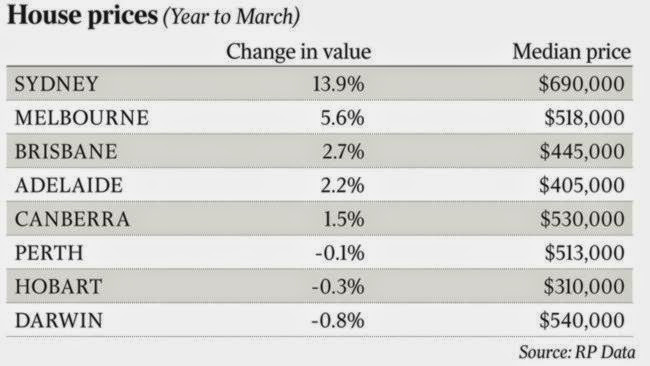 House prices (Year to March)
Change in value Median price
SYDNEY 13.9% $690,000
MELBOURNE 5.6% $518,000
BRISBANE 2.7% $445,000
ADELAIDE 2.2% $405,000
CANBERRA 1.5% $530,000
PERTH -0.1% $513,000
HOBART -0.3% $310,000
DARWIN -0.8% $540,000
Source: RP Data